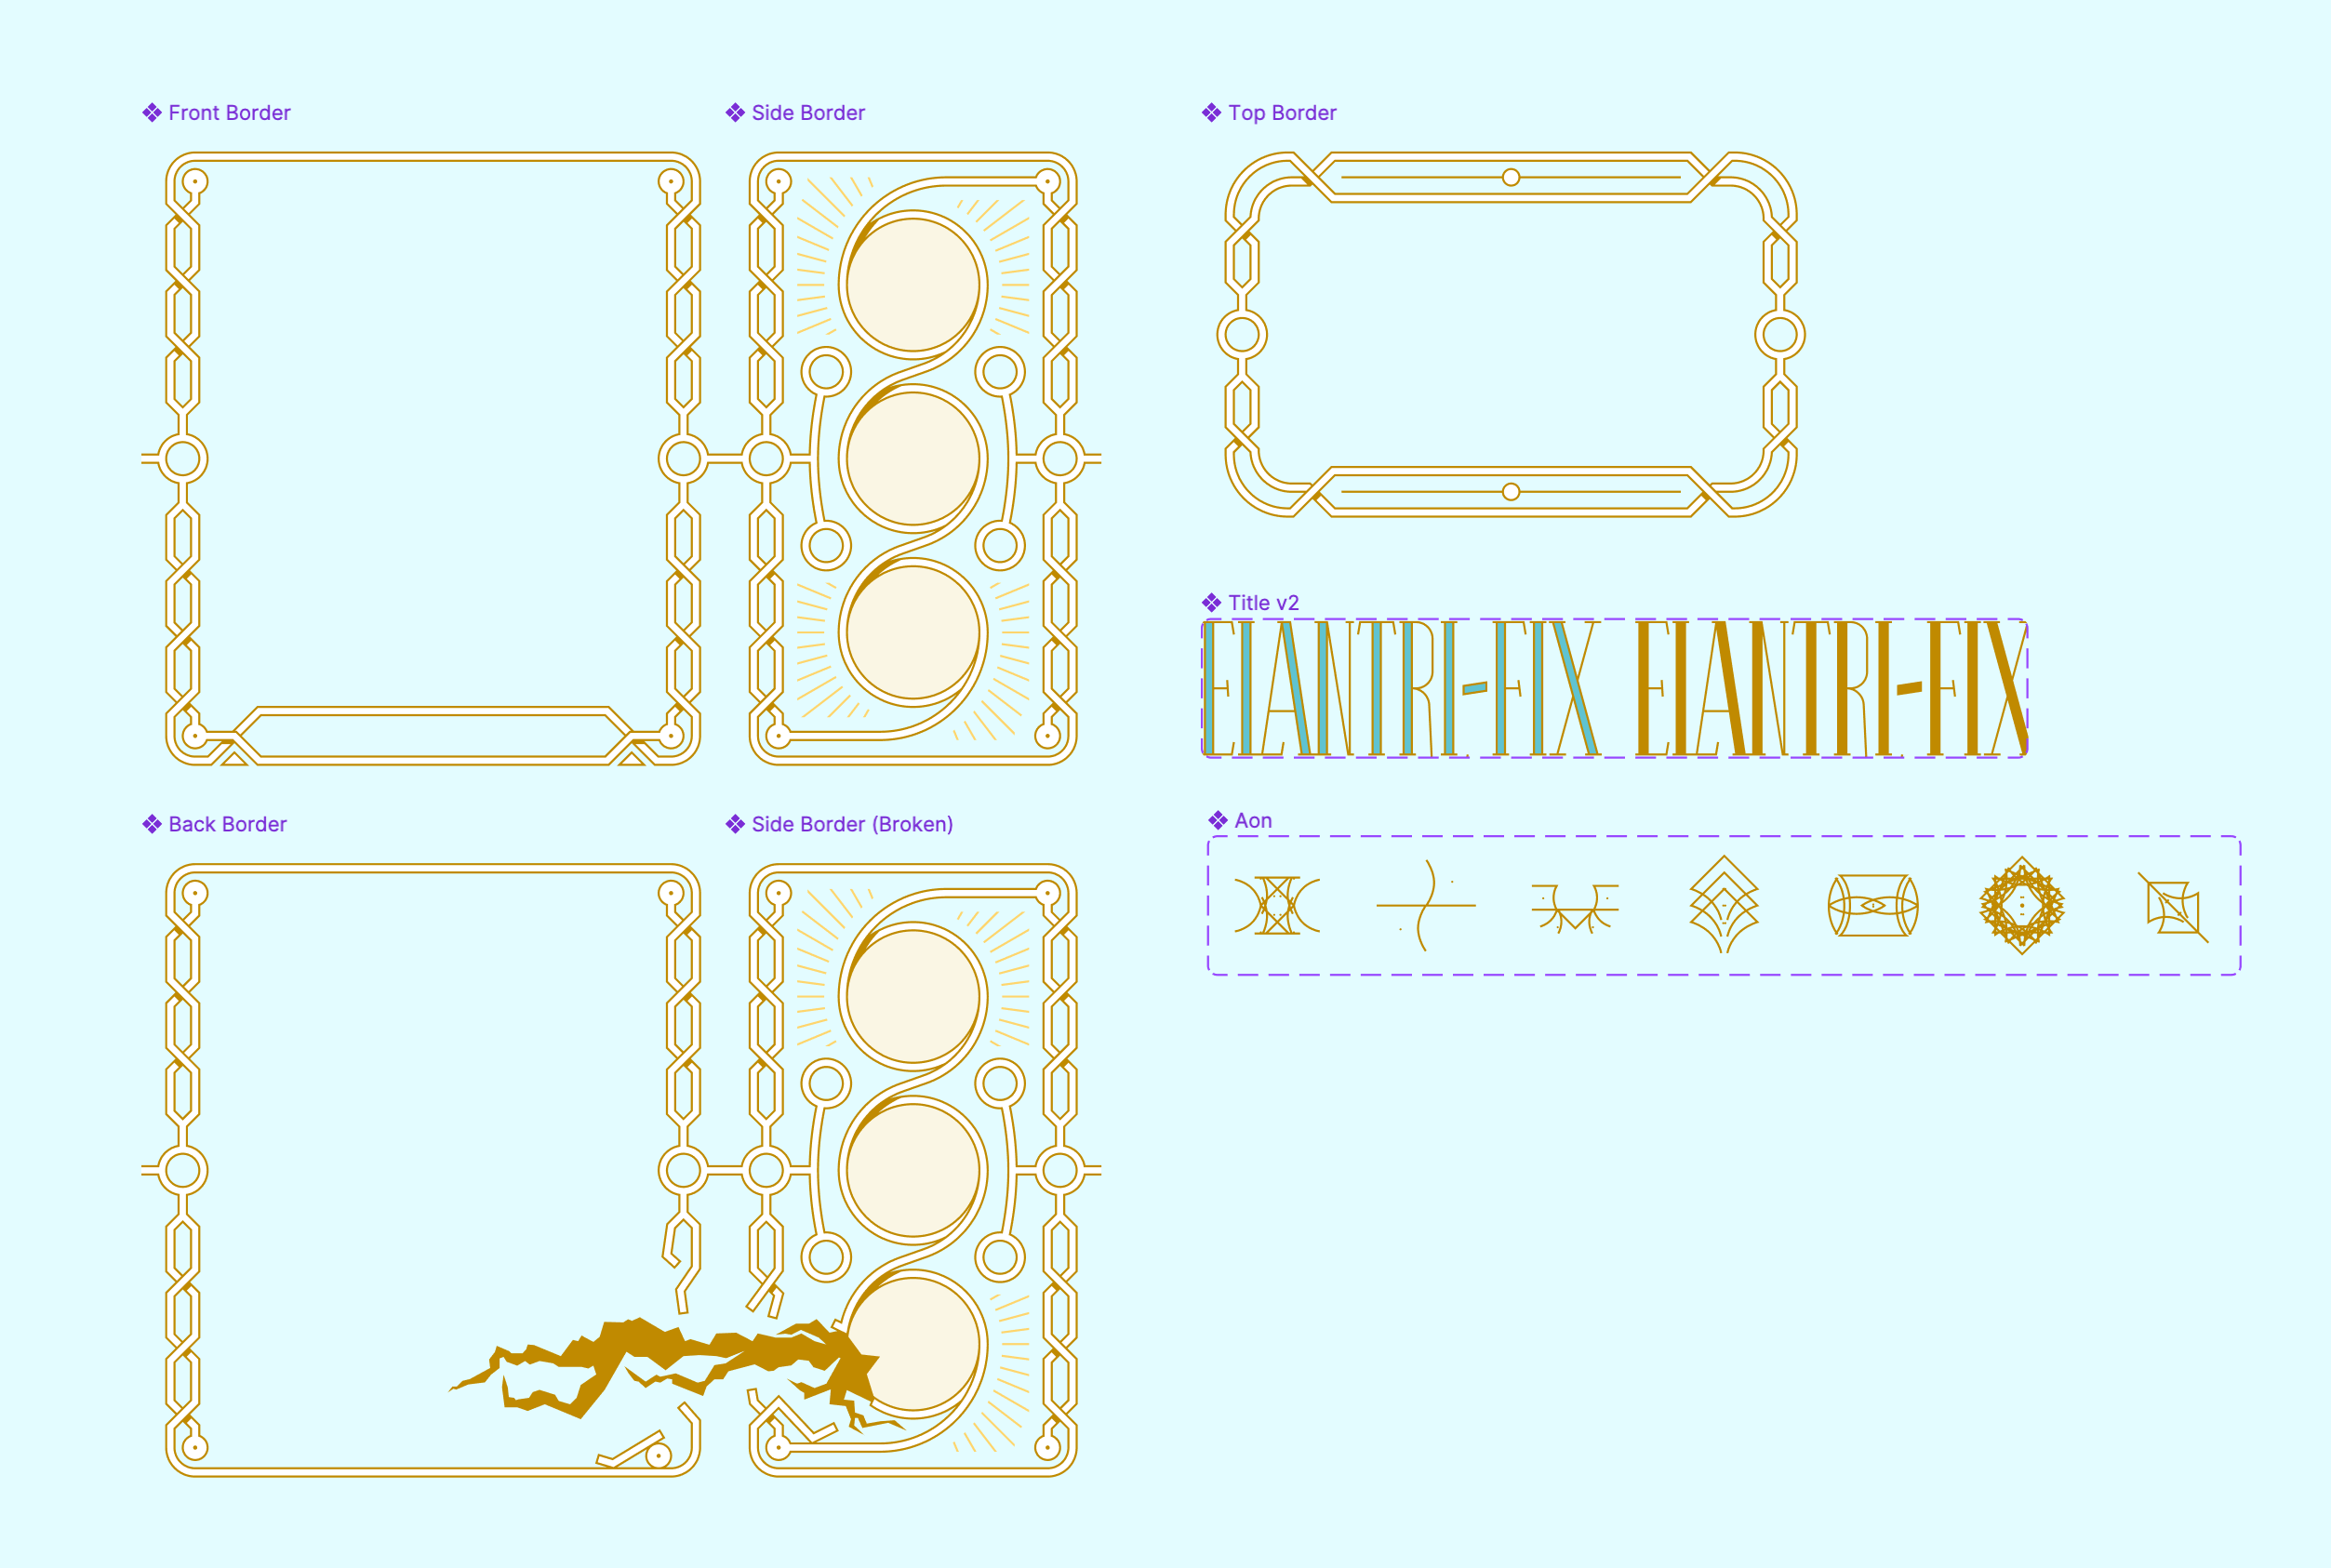 Front Border
Side Border
Top Border
Title v2
ELANTRI-FIX ELANTRI-FIX
Back Border
Side Border (Broken)
Aon